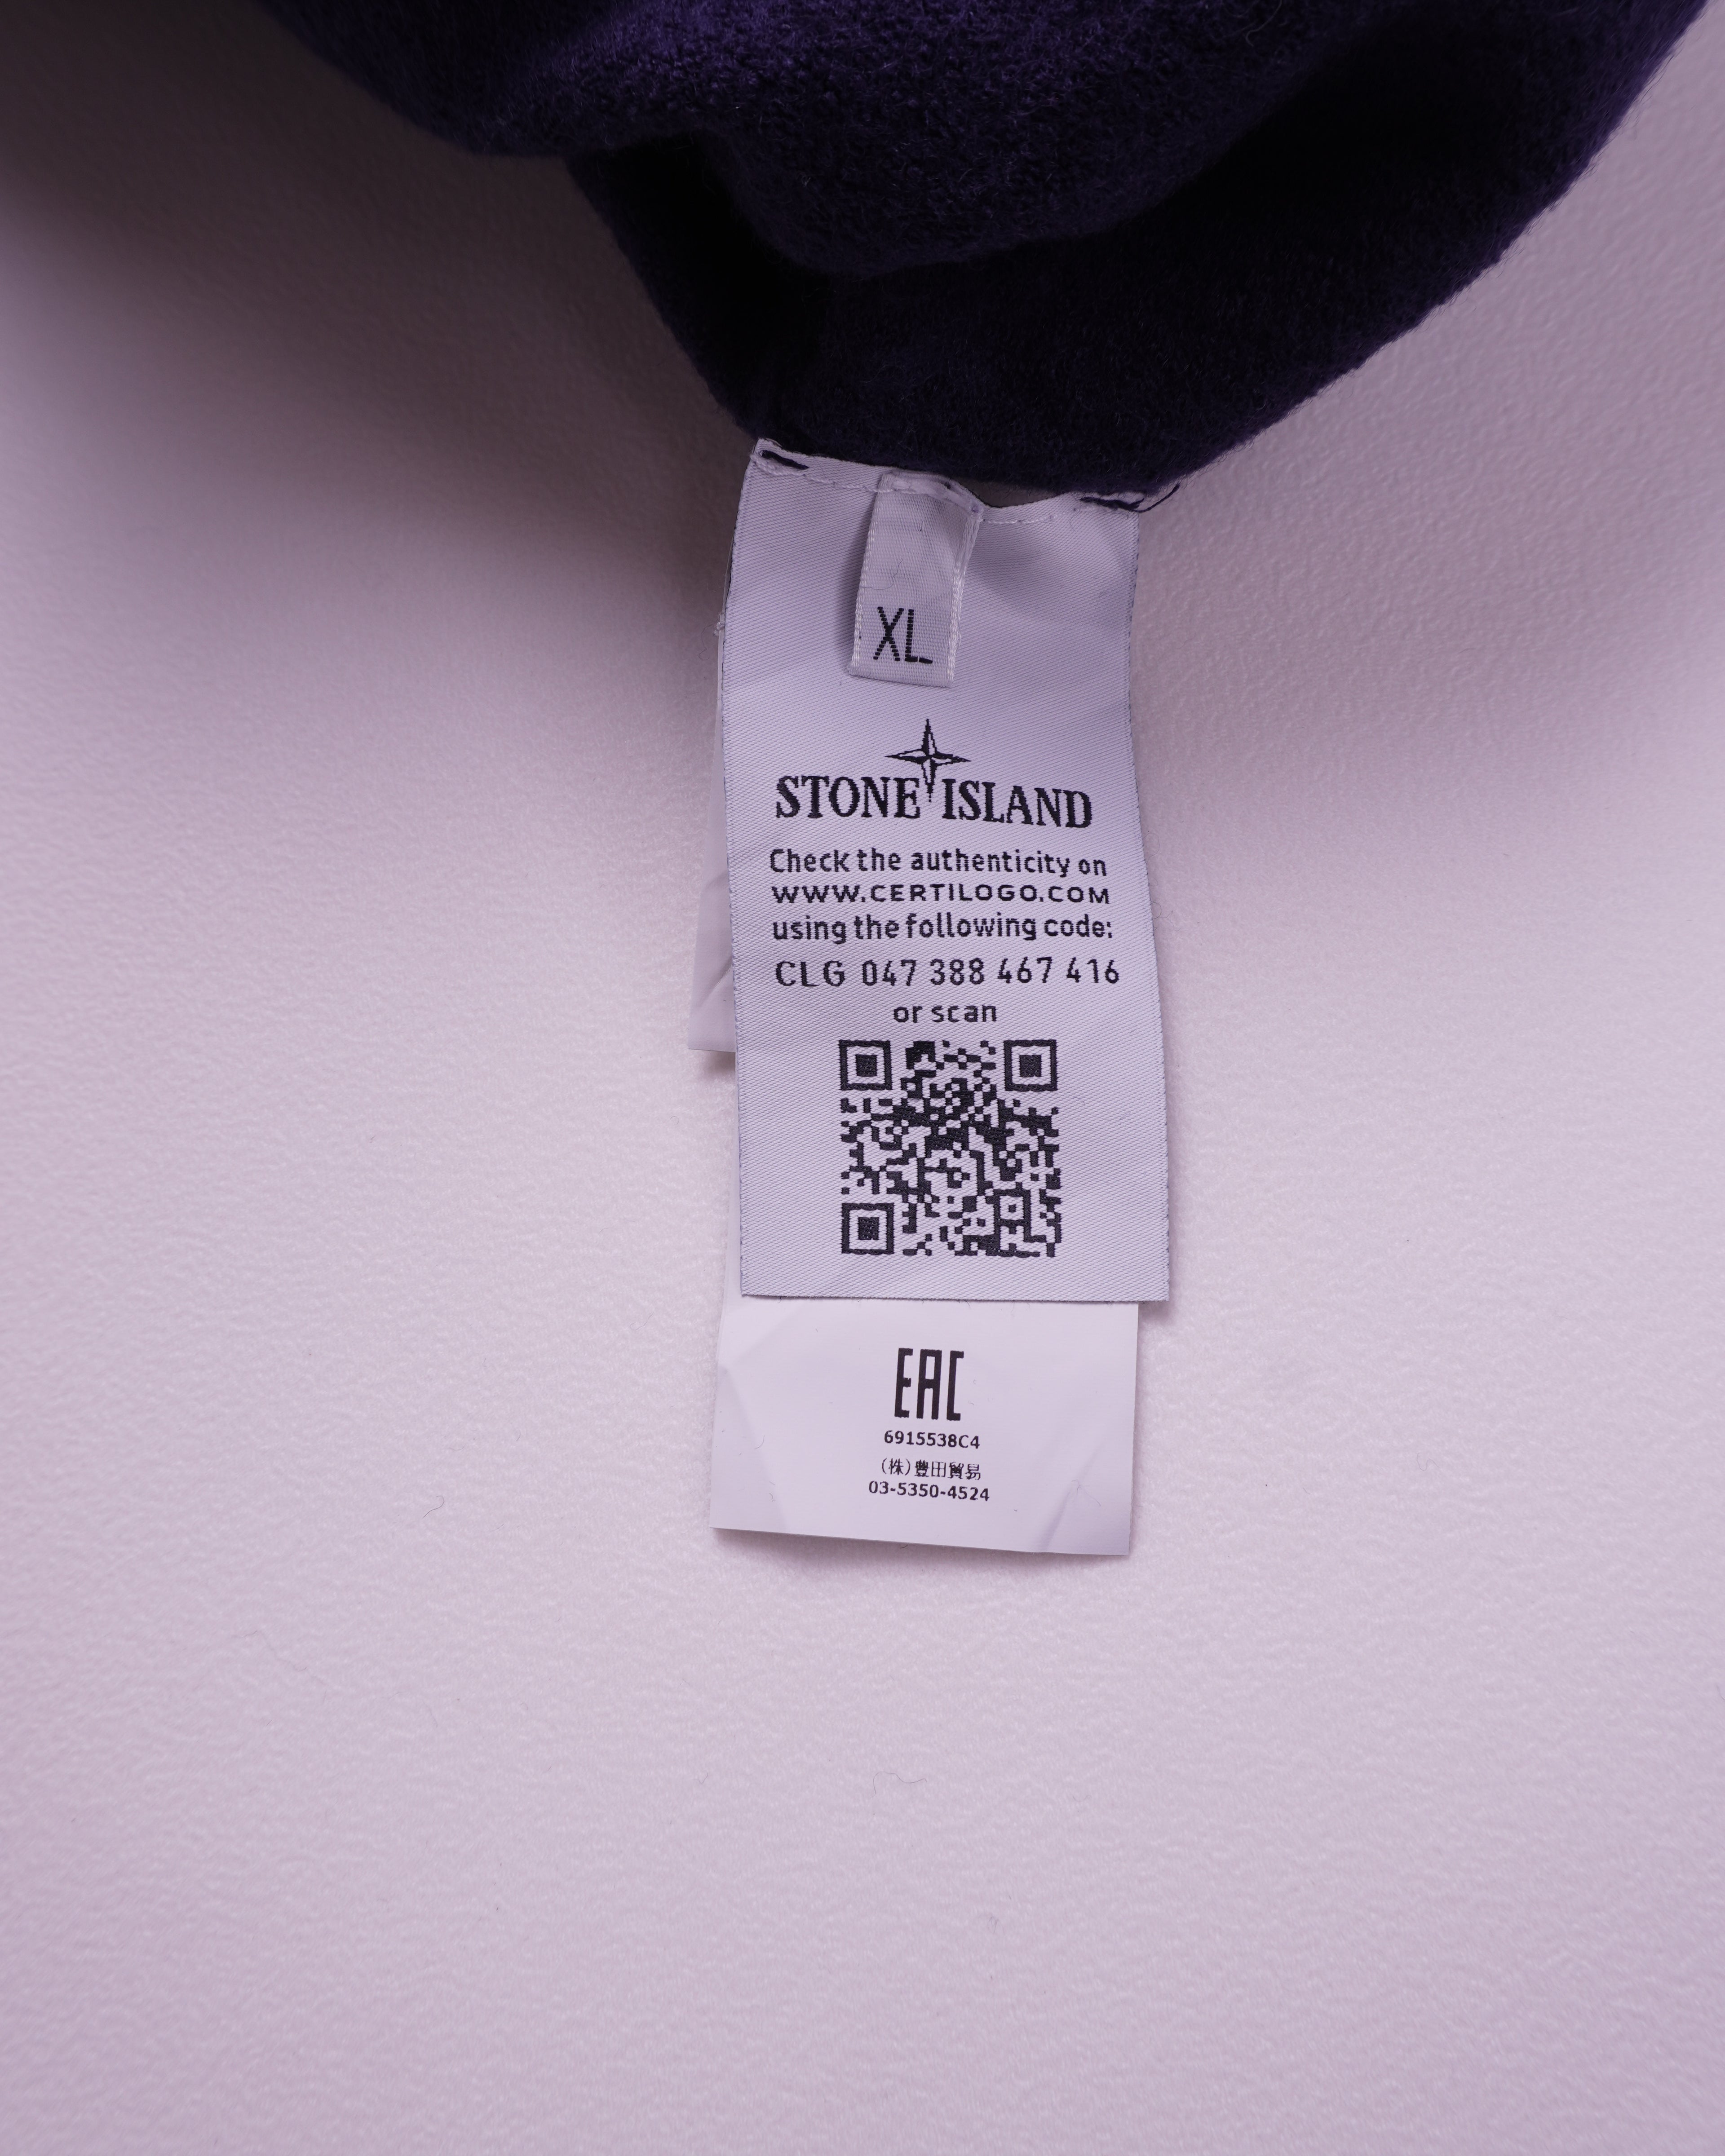 XL
STONE ISLAND
Check the authenticity on
WWW.CERTILOGO.COM
using the following code:
CLG 047 388 467 416
or scan
EAC
6915538C4
(株)豊田貿易
03-5350-4524